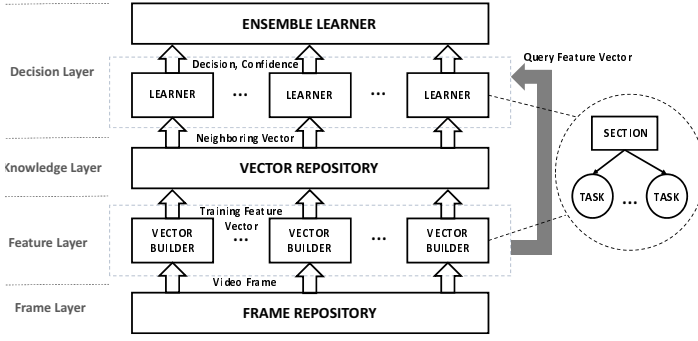 ENSEMBLE LEARNER
Decision, Confidence
Query Feature Vector
Decision Layer
LEARNER
...
LEARNER
...
LEARNER
SECTION
Neighboring Vector
Knowledge Layer
VECTOR REPOSITORY
TASK
...
TASK
Training Feature
Vector
Feature Layer
VECTOR
BUILDER
...
VECTOR
BUILDER
...
VECTOR
BUILDER
Video Frame
Frame Layer
FRAME REPOSITORY